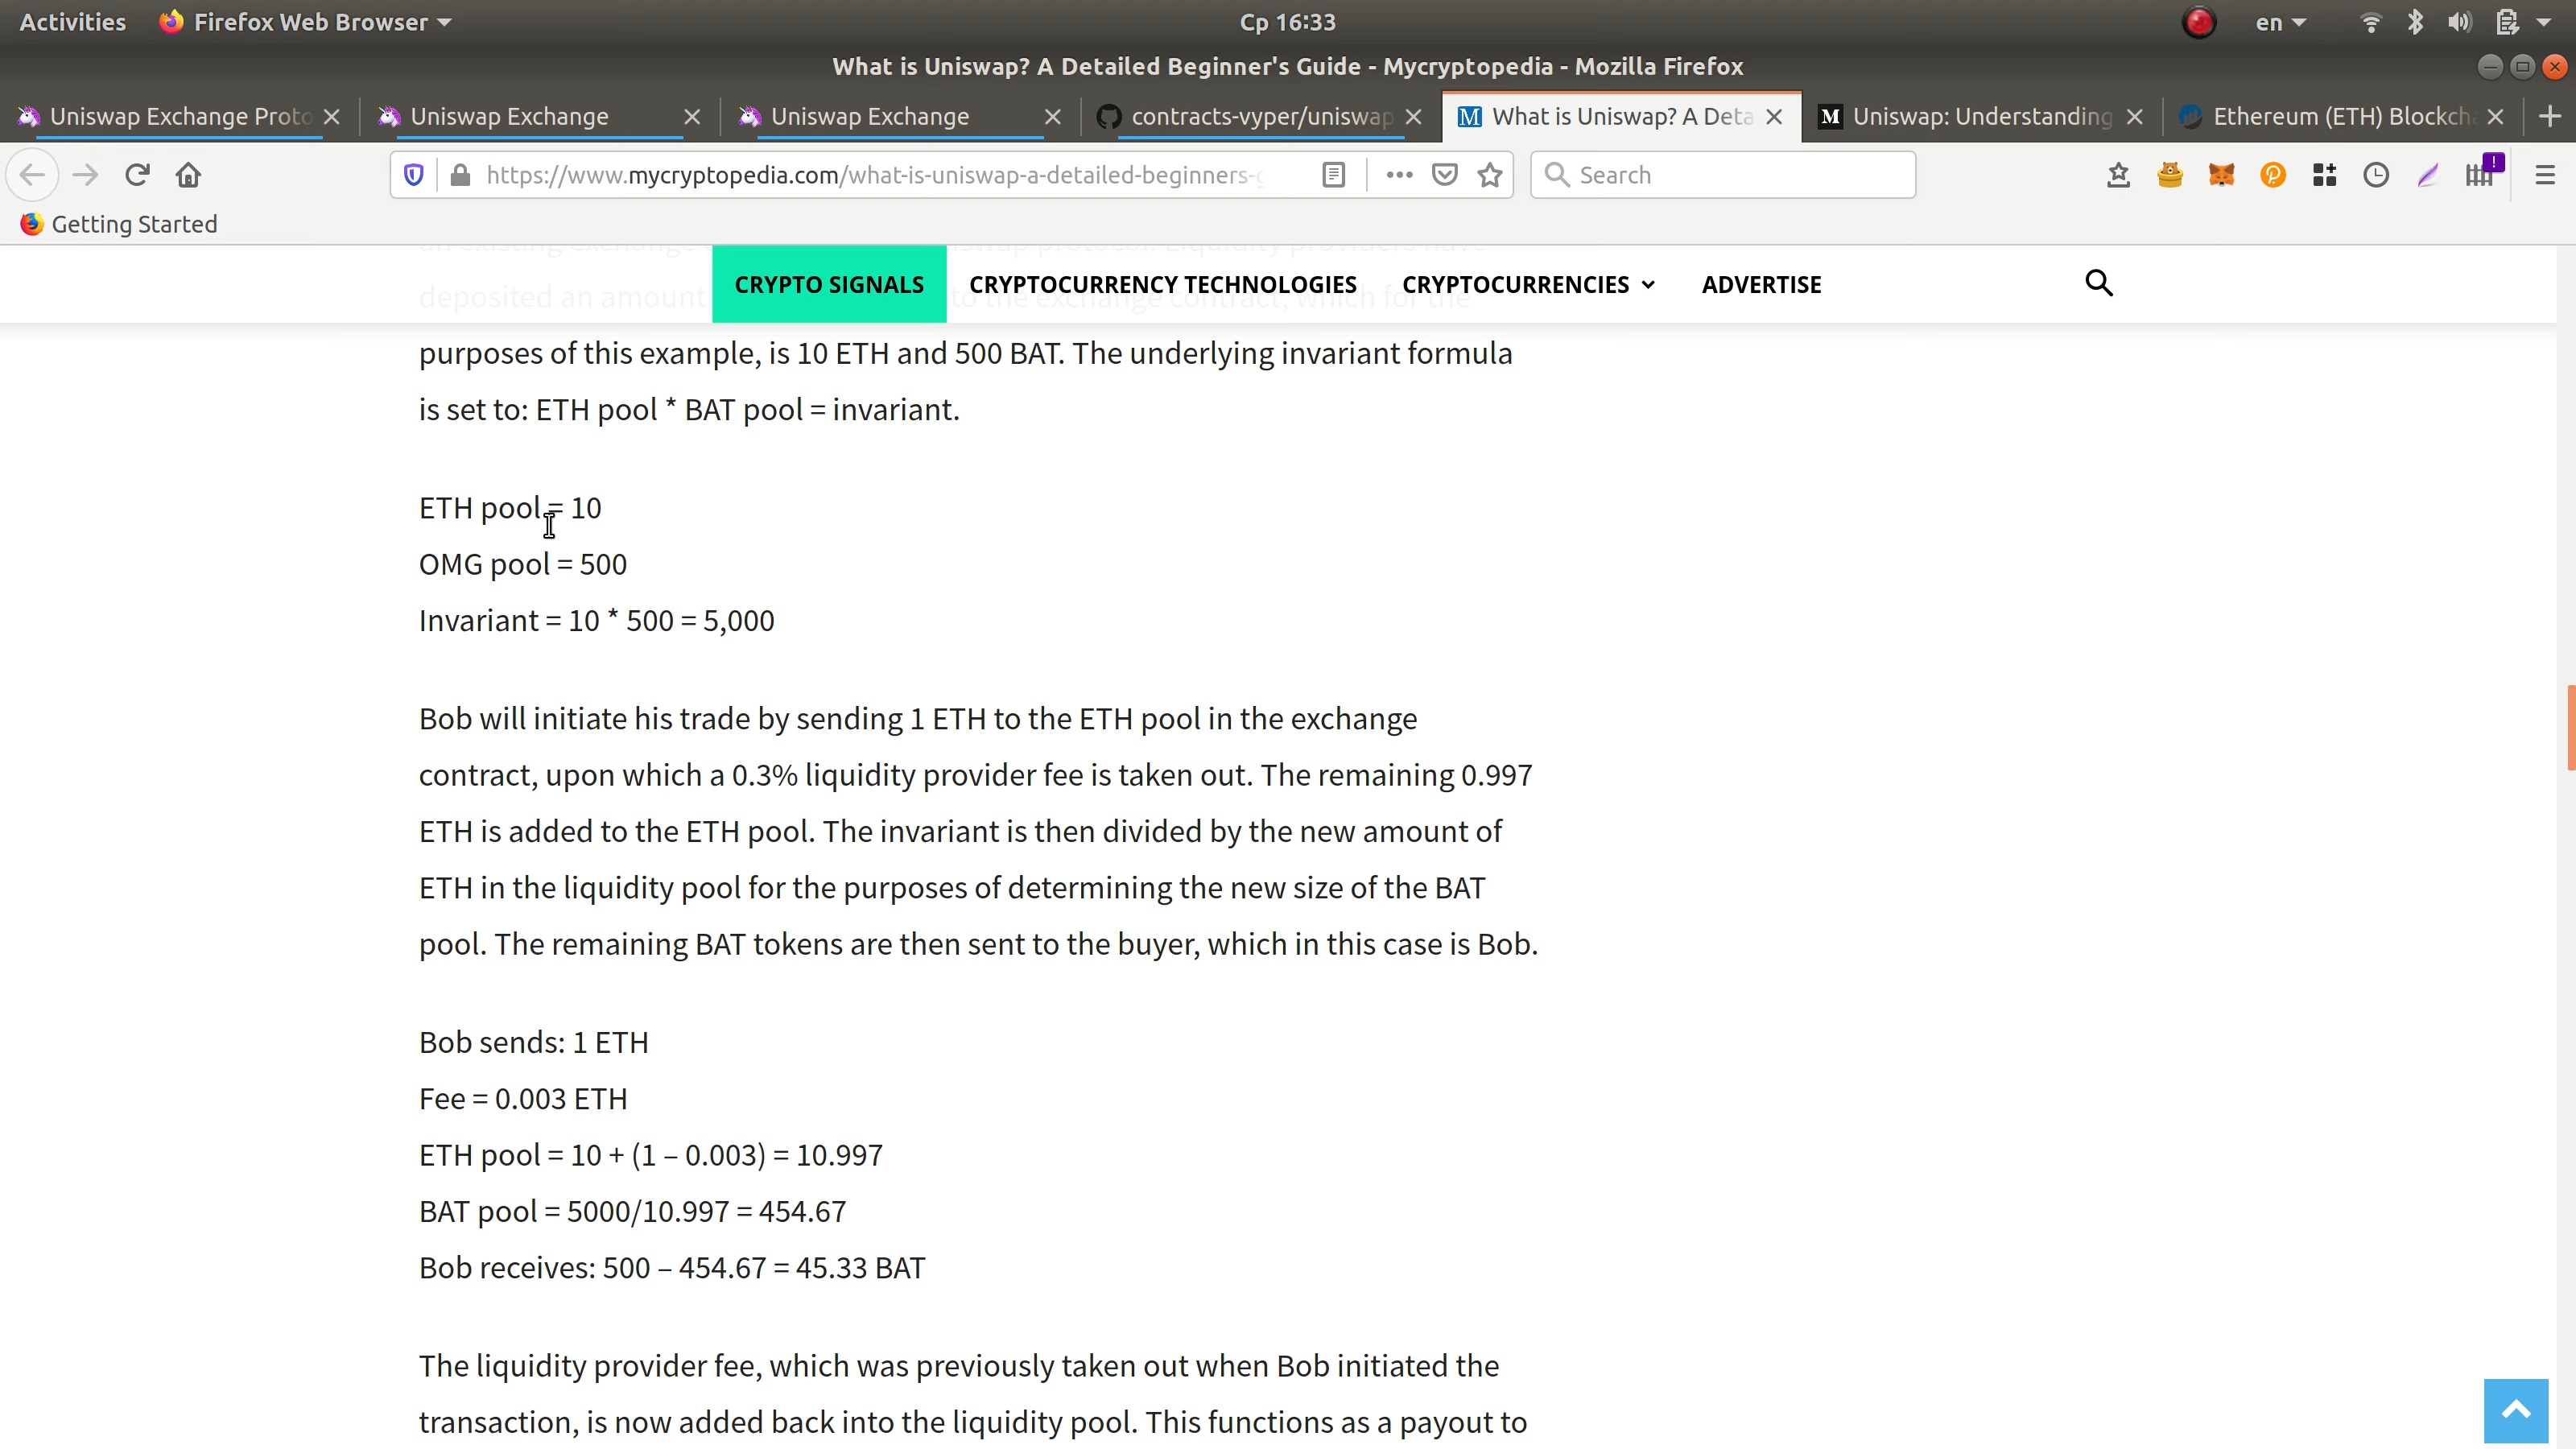 Activities Firefox Web Browser Ср 16:33 en
What is Uniswap? A Detailed Beginner's Guide - Mycryptopedia - Mozilla Firefox
Uniswap Exchange Proto Uniswap Exchange Uniswap Exchange contracts-vyper/uniswap What is Uniswap? A Deta Uniswap: Understanding Ethereum (ETH) Blockch
https://www.mycryptopedia.com/what-is-uniswap-a-detailed-beginners-g Search
Getting Started
deposited an amount to the exchange contract, which for the
CRYPTO SIGNALS CRYPTOCURRENCY TECHNOLOGIES CRYPTOCURRENCIES ADVERTISE
purposes of this example, is 10 ETH and 500 BAT. The underlying invariant formula
is set to: ETH pool * BAT pool = invariant.
ETH pool = 10
OMG pool = 500
Invariant = 10 * 500 = 5,000
Bob will initiate his trade by sending 1 ETH to the ETH pool in the exchange
contract, upon which a 0.3% liquidity provider fee is taken out. The remaining 0.997
ETH is added to the ETH pool. The invariant is then divided by the new amount of
ETH in the liquidity pool for the purposes of determining the new size of the BAT
pool. The remaining BAT tokens are then sent to the buyer, which in this case is Bob.
Bob sends: 1 ETH
Fee = 0.003 ETH
ETH pool = 10 + (1 – 0.003) = 10.997
BAT pool = 5000/10.997 = 454.67
Bob receives: 500 – 454.67 = 45.33 BAT
The liquidity provider fee, which was previously taken out when Bob initiated the
transaction, is now added back into the liquidity pool. This functions as a payout to